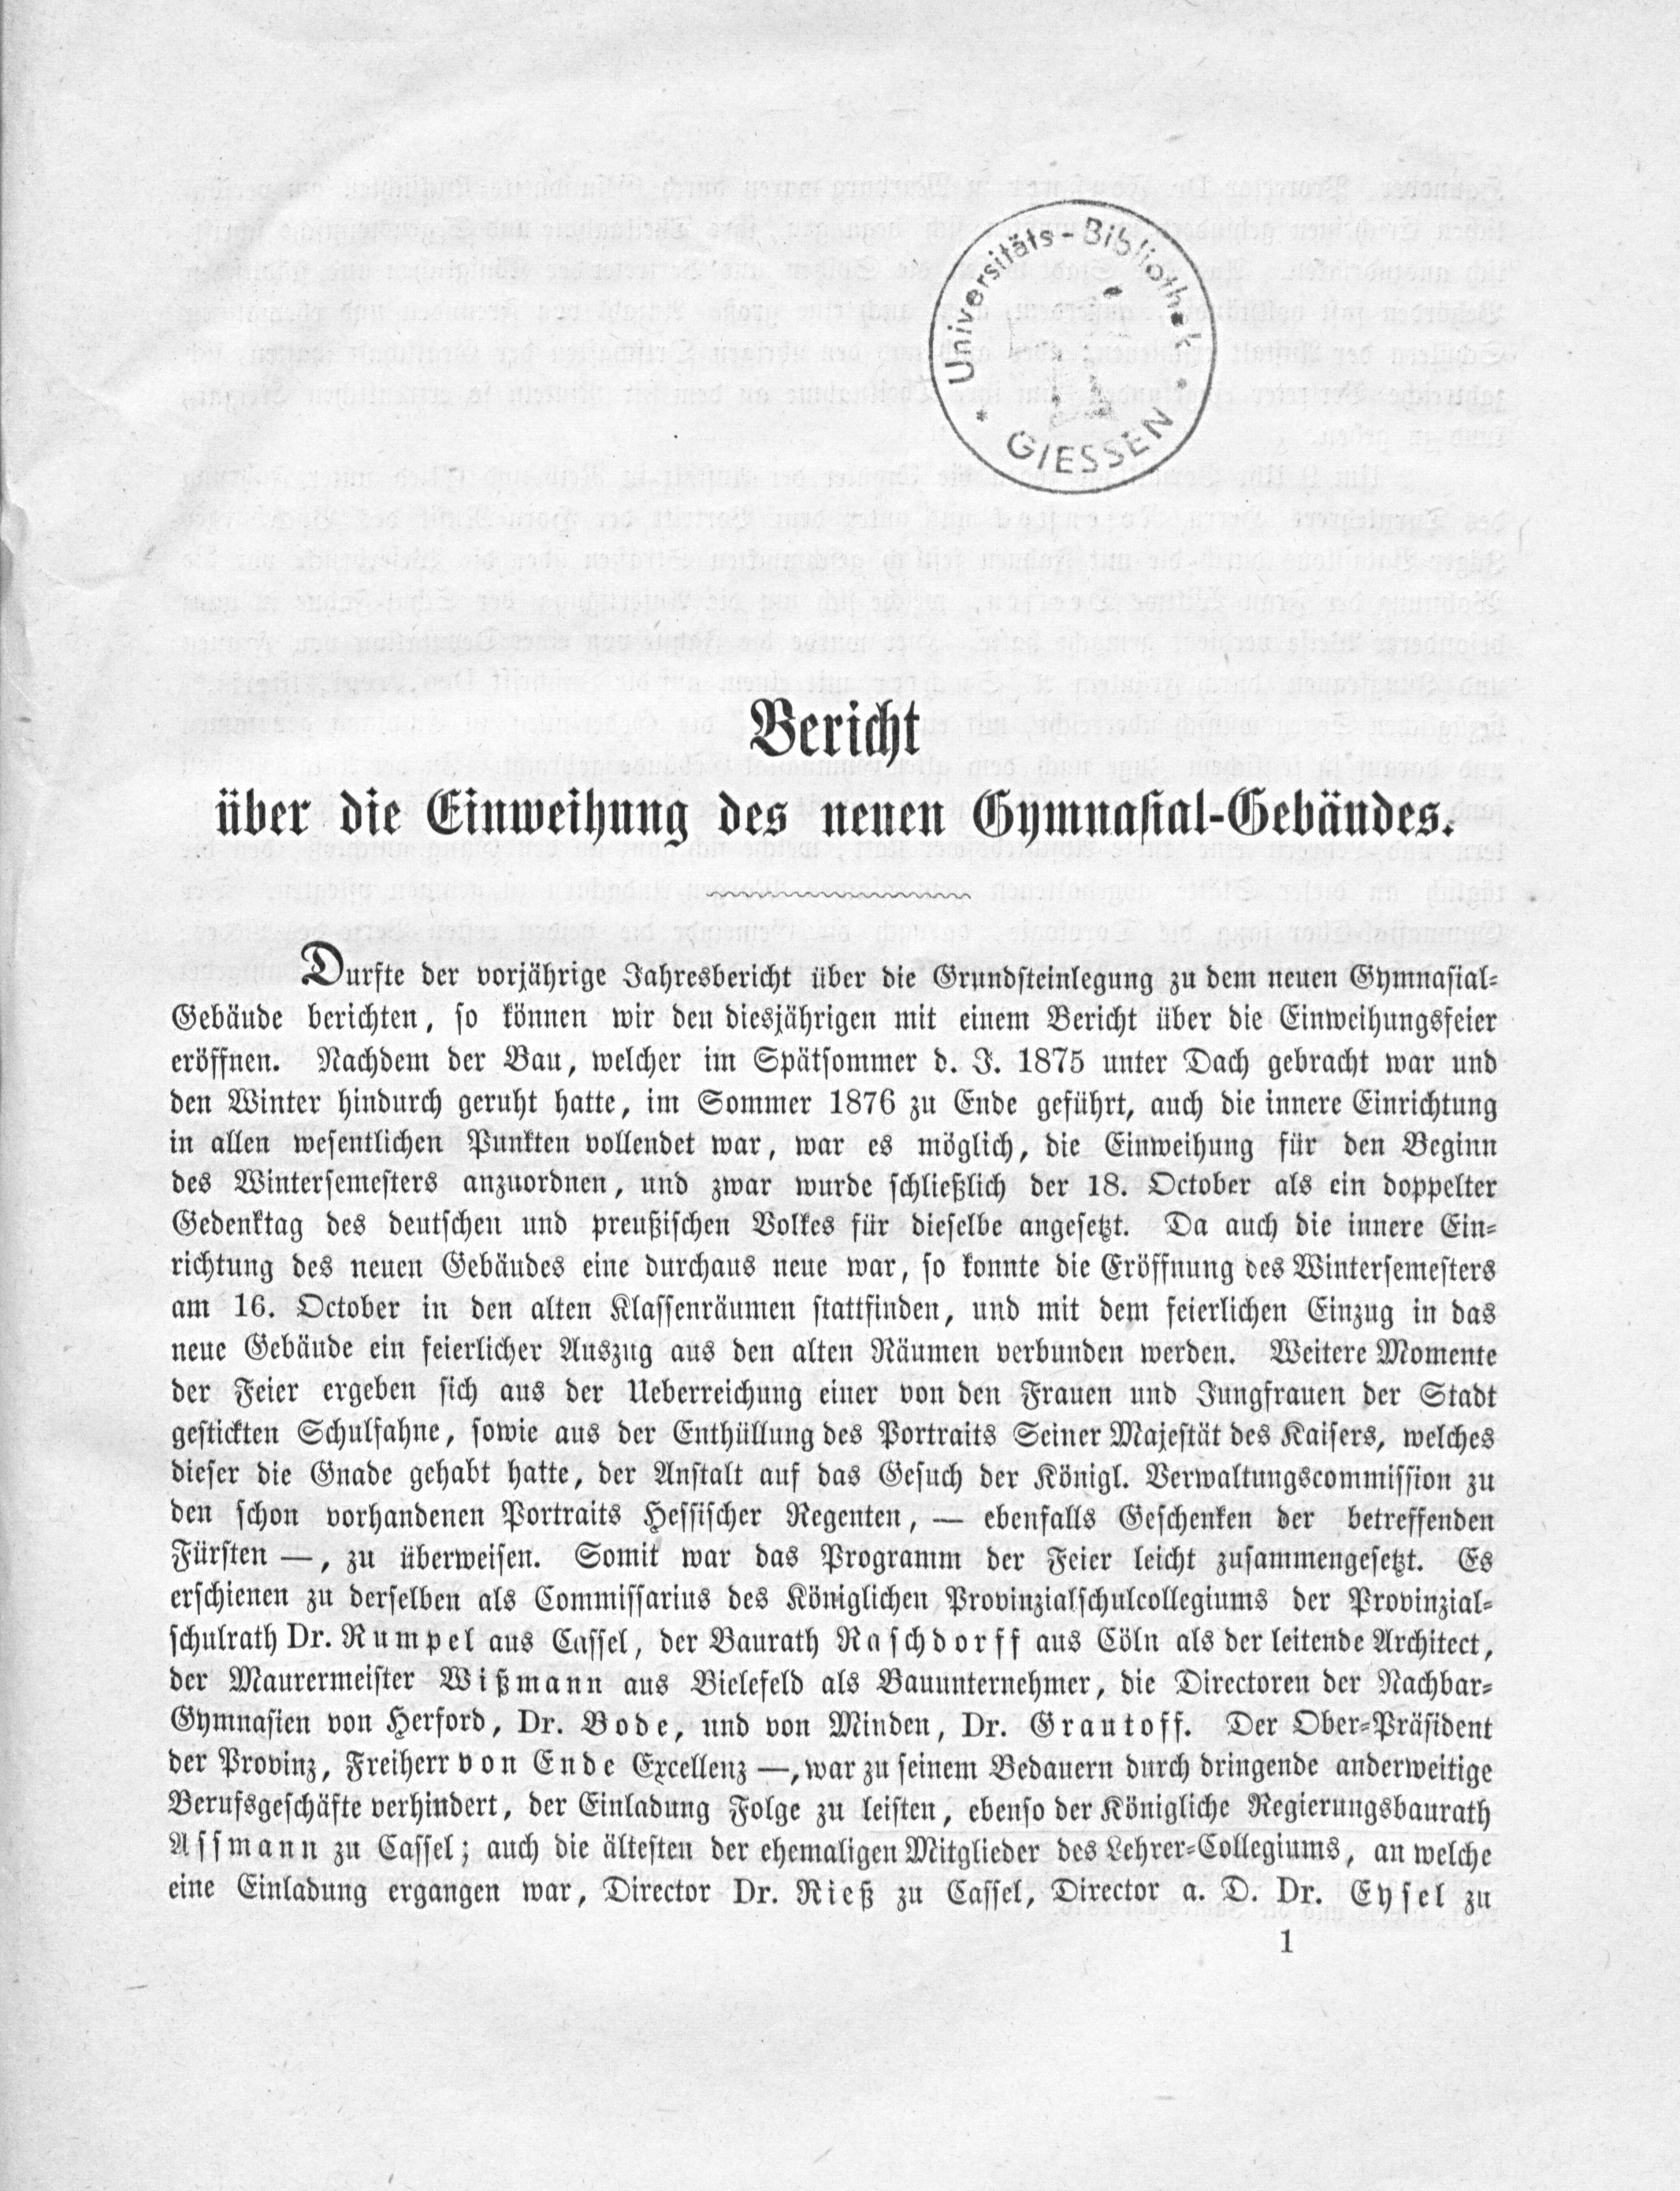 Universitäts-Bibliothek
* GIESSEN *
Bericht
über die Einweihung des neuen Gymnasial-Gebäudes.
Durfte der vorjährige Jahresbericht über die Grundsteinlegung zu dem neuen Gymnasial-
Gebäude berichten, so können wir den diesjährigen mit einem Bericht über die Einweihungsfeier
eröffnen. Nachdem der Bau, welcher im Spätsommer d. J. 1875 unter Dach gebracht war und
den Winter hindurch geruht hatte, im Sommer 1876 zu Ende geführt, auch die innere Einrichtung
in allen wesentlichen Punkten vollendet war, war es möglich, die Einweihung für den Beginn
des Wintersemesters anzuordnen, und zwar wurde schließlich der 18. October als ein doppelter
Gedenktag des deutschen und preußischen Volkes für dieselbe angesetzt. Da auch die innere Ein-
richtung des neuen Gebäudes eine durchaus neue war, so konnte die Eröffnung des Wintersemesters
am 16. October in den alten Klassenräumen stattfinden, und mit dem feierlichen Einzug in das
neue Gebäude ein feierlicher Auszug aus den alten Räumen verbunden werden. Weitere Momente
der Feier ergeben sich aus der Ueberreichung einer von den Frauen und Jungfrauen der Stadt
gestickten Schulfahne, sowie aus der Enthüllung des Portraits Seiner Majestät des Kaisers, welches
dieser die Gnade gehabt hatte, der Anstalt auf das Gesuch der Königl. Verwaltungscommission zu
den schon vorhandenen Portraits Hessischer Regenten, — ebenfalls Geschenken der betreffenden
Fürsten —, zu überweisen. Somit war das Programm der Feier leicht zusammengesetzt. Es
erschienen zu derselben als Commissarius des Königlichen Provinzialschulcollegiums der Provinzial-
schulrath Dr. Rumpel aus Cassel, der Baurath Raschdorff aus Cöln als der leitende Architect,
der Maurermeister Wißmann aus Bielefeld als Bauunternehmer, die Directoren der Nachbar-
Gymnasien von Herford, Dr. Bode, und von Minden, Dr. Grautoff. Der Ober-Präsident
der Provinz, Freiherr von Ende Excellenz —, war zu seinem Bedauern durch dringende anderweitige
Berufsgeschäfte verhindert, der Einladung Folge zu leisten, ebenso der Königliche Regierungsbaurath
Assmann zu Cassel; auch die ältesten der ehemaligen Mitglieder des Lehrer-Collegiums, an welche
eine Einladung ergangen war, Director Dr. Rieß zu Cassel, Director a. D. Dr. Eysel zu
1